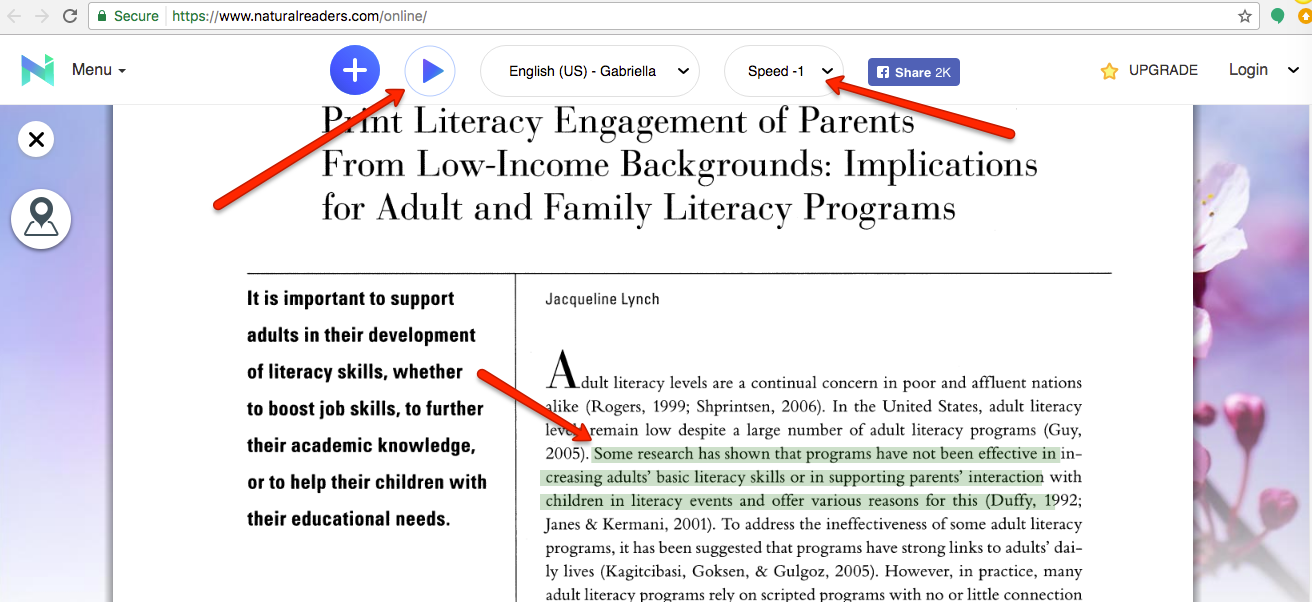 Secure https://www.naturalreaders.com/online/
Menu
English (US) - Gabriella
Speed -1
Share 2K
UPGRADE
Login
Print Literacy Engagement of Parents
From Low-Income Backgrounds: Implications
for Adult and Family Literacy Programs
It is important to support
adults in their development
of literacy skills, whether
to boost job skills, to further
their academic knowledge,
or to help their children with
their educational needs.
Jacqueline Lynch
Adult literacy levels are a continual concern in poor and affluent nations
alike (Rogers, 1999; Shprintsen, 2006). In the United States, adult literacy
levels remain low despite a large number of adult literacy programs (Guy,
2005). Some research has shown that programs have not been effective in in-
creasing adults' basic literacy skills or in supporting parents' interaction with
children in literacy events and offer various reasons for this (Duffy, 1992;
Janes & Kermani, 2001). To address the ineffectiveness of some adult literacy
programs, it has been suggested that programs have strong links to adults' dai-
ly lives (Kagitcibasi, Goksen, & Gulgoz, 2005). However, in practice, many
adult literacy programs rely on scripted programs with no or little connection